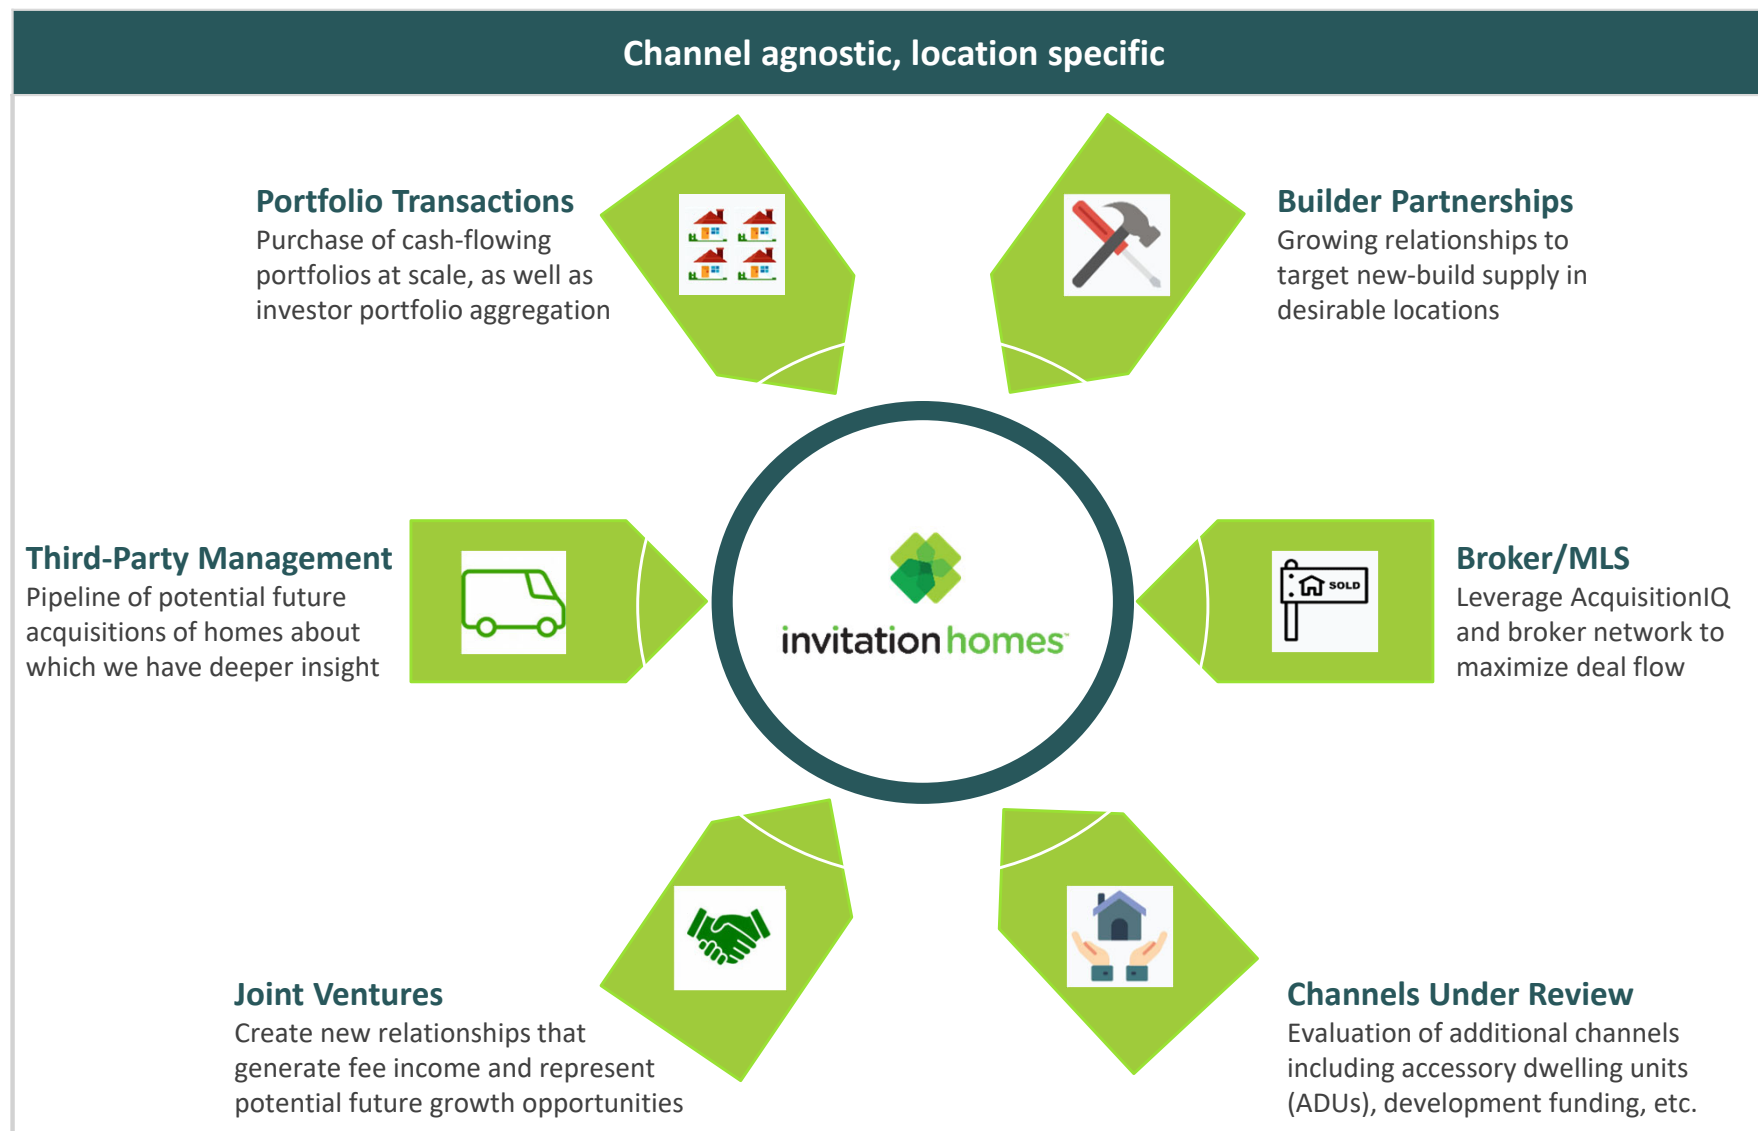 Channel agnostic, location specific
Portfolio Transactions
Purchase of cash-flowing
portfolios at scale, as well as
investor portfolio aggregation
Builder Partnerships
Growing relationships to
target new-build supply in
desirable locations
Third-Party Management
Pipeline of potential future
acquisitions of homes about
which we have deeper insight
invitation homes™
SOLD
Broker/MLS
Leverage AcquisitionIQ
and broker network to
maximize deal flow
Joint Ventures
Create new relationships that
generate fee income and represent
potential future growth opportunities
Channels Under Review
Evaluation of additional channels
including accessory dwelling units
(ADUs), development funding, etc.